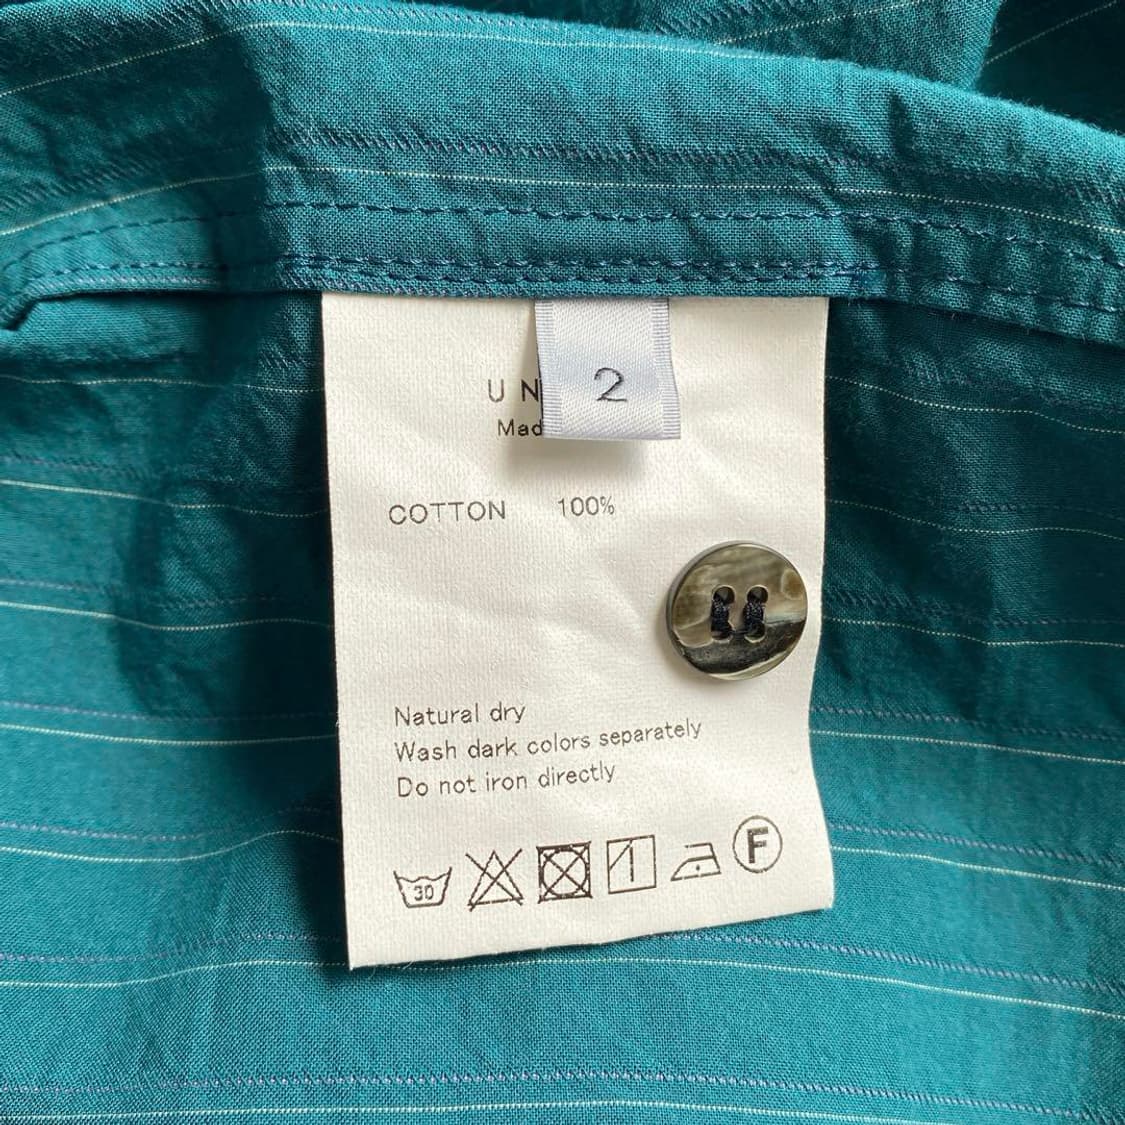 2
U N
Mad
COTTON 100%
Natural dry
Wash dark colors separately
Do not iron directly
30 F